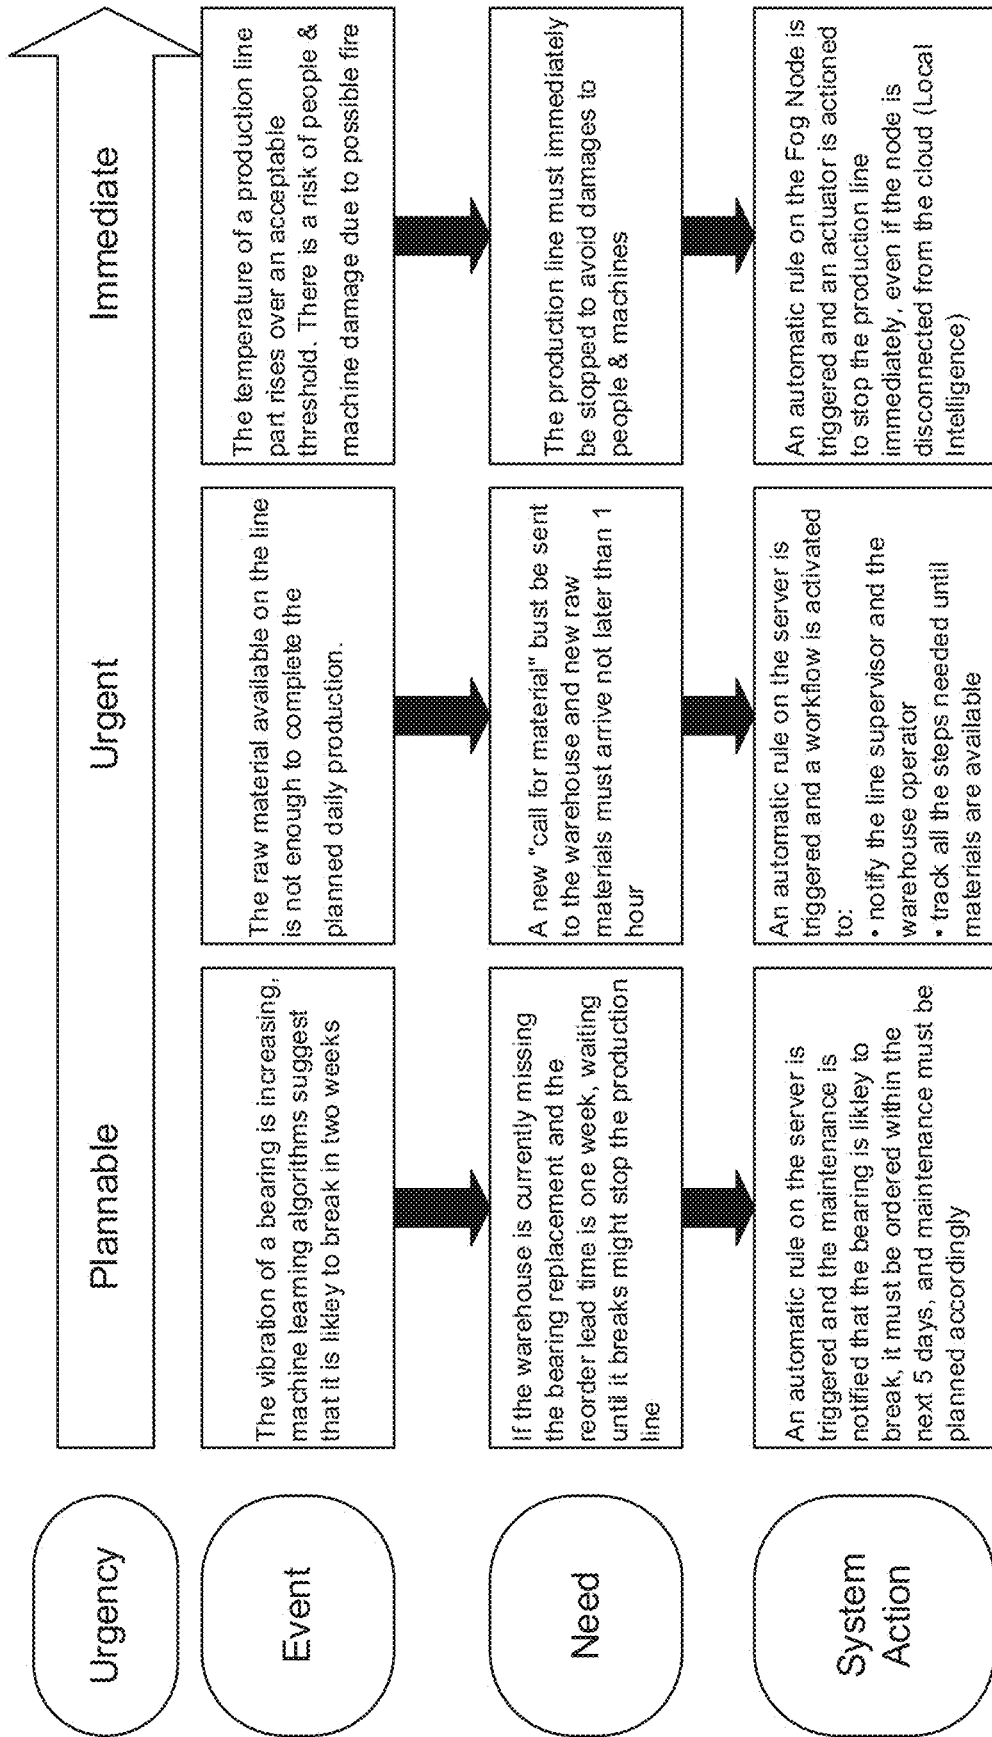 Urgency
Plannable
Urgent
Immediate
Event
The vibration of a bearing is increasing,
machine learning algorithms suggest
that it is likley to break in two weeks
The raw material available on the line
is not enough to complete the
planned daily production.
The temperature of a production line
part rises over an acceptable
threshold. There is a risk of people &
machine damage due to possible fire
Need
If the warehouse is currently missing
the bearing replacement and the
reorder lead time is one week, waiting
until it breaks might stop the production
line
A new "call for material" bust be sent
to the warehouse and new raw
materials must arrive not later than 1
hour
The production line must immediately
be stopped to avoid damages to
people & machines
System
Action
An automatic rule on the server is
triggered and the maintenance is
notified that the bearing is likley to
break, it must be ordered within the
next 5 days, and maintenance must be
planned accordingly
An automatic rule on the server is
triggered and a workflow is activated
to:
• notify the line supervisor and the
warehouse operator
• track all the steps needed until
materials are available
An automatic rule on the Fog Node is
triggered and an actuator is actioned
to stop the production line
immediately, even if the node is
disconnected from the cloud (Local
Intelligence)